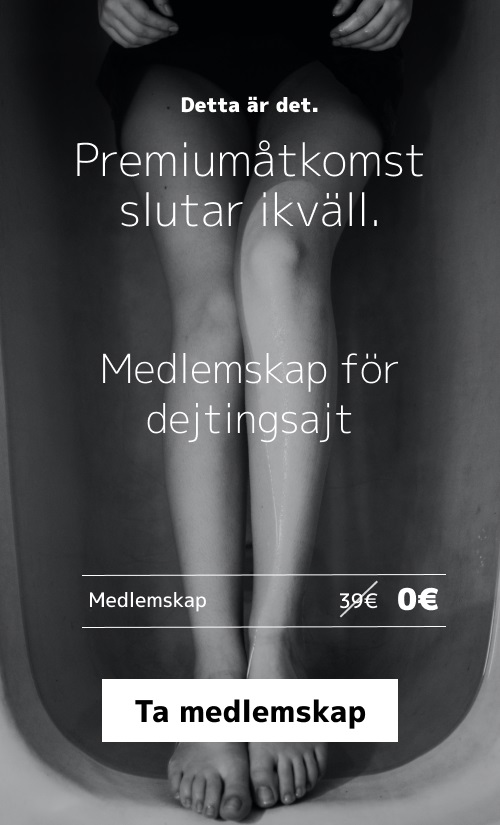 Detta är det.
Premiumåtkomst
slutar ikväll.
Medlemskap för
dejtingsajt
Medlemskap 39€ 0€
Ta medlemskap